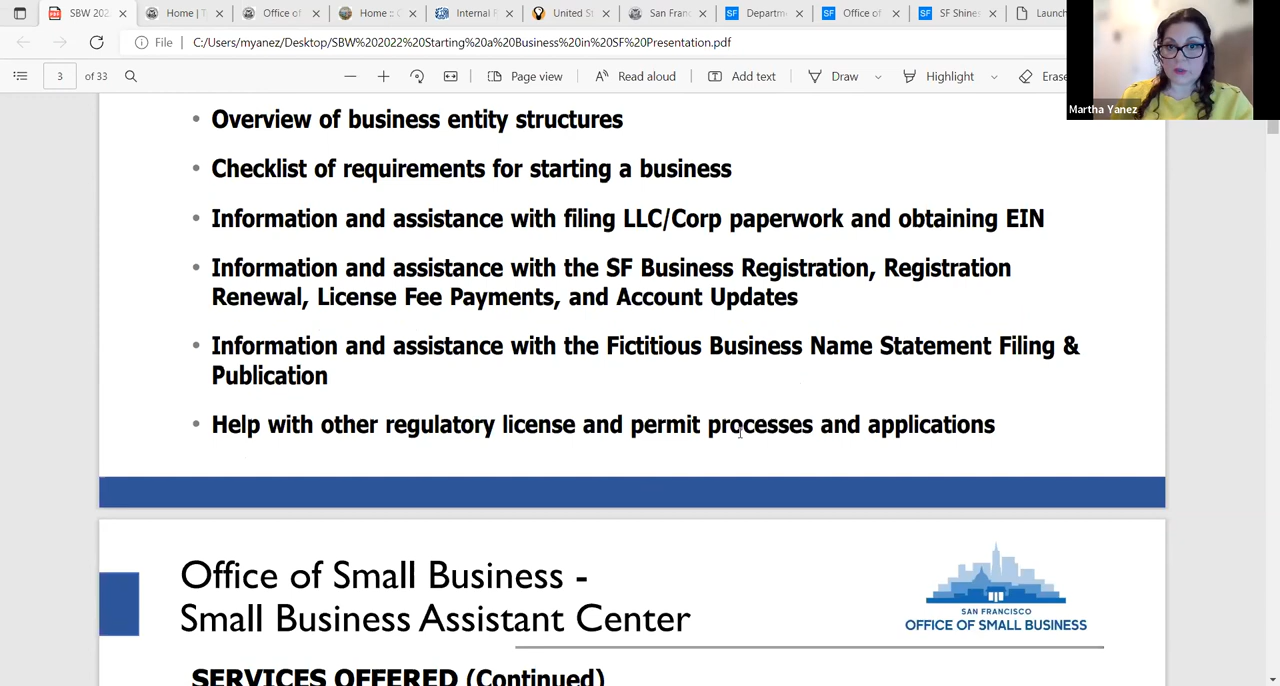 SBW 202
Home | T
Office of
Home :: C
Internal R
United St
San Franc
Departme
Office of
SF Shines
Launch
File
C:/Users/myanez/Desktop/SBW%202022%20Starting%20a%20Business%20in%20SF%20Presentation.pdf
3 of 33
Page view
Read aloud
Add text
Draw
Highlight
Erase
Martha Yanez
• Overview of business entity structures
• Checklist of requirements for starting a business
• Information and assistance with filing LLC/Corp paperwork and obtaining EIN
• Information and assistance with the SF Business Registration, Registration
Renewal, License Fee Payments, and Account Updates
• Information and assistance with the Fictitious Business Name Statement Filing &
Publication
• Help with other regulatory license and permit processes and applications
Office of Small Business -
Small Business Assistant Center
SAN FRANCISCO
OFFICE OF SMALL BUSINESS
SERVICES OFFERED (Continued)